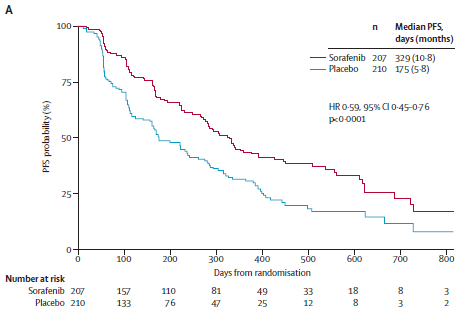 A
n Median PFS, days (months)
Sorafenib 207 329 (10·8)
Placebo 210 175 (5·8)
HR 0·59, 95% CI 0·45–0·76
p<0·0001
PFS probability (%)
100
75
50
25
0
0 100 200 300 400 500 600 700 800
Days from randomisation
Number at risk
Sorafenib 207 157 110 81 49 33 18 8 3
Placebo 210 133 76 47 25 12 8 3 2